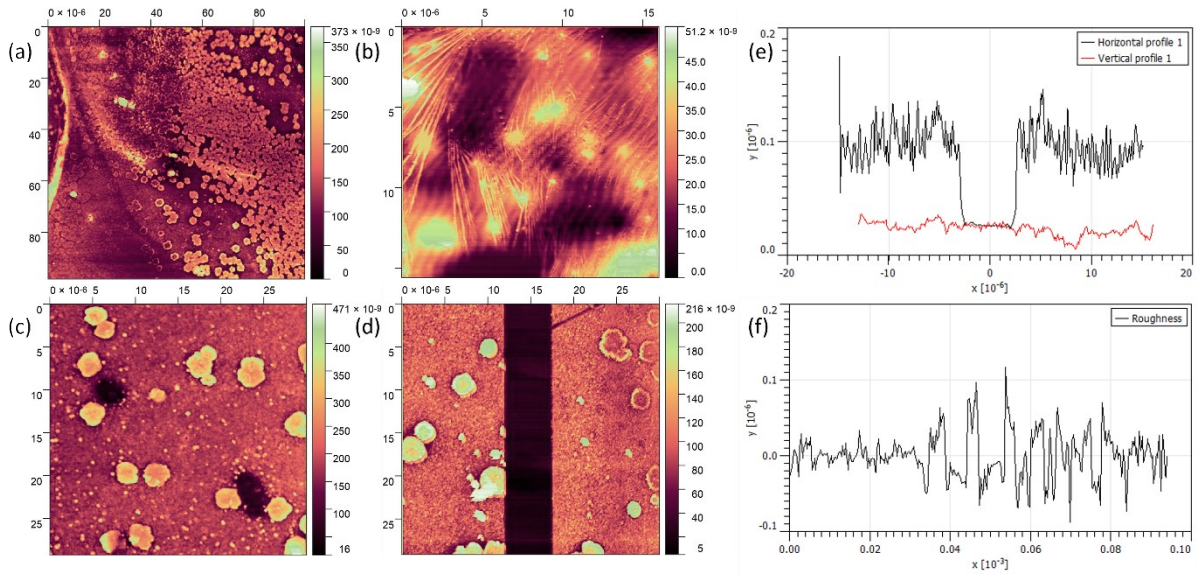 0 × 10⁻⁶ 20 40 60 80
0 × 10⁻⁶ 5 10 15
(a)
0
20
40
60
80
373 × 10⁻⁹
350
300
250
200
150
100
50
0
(b)
0
5
10
51.2 × 10⁻⁹
45.0
40.0
35.0
30.0
25.0
20.0
15.0
10.0
5.0
0.0
(e)
Horizontal profile 1
Vertical profile 1
y [10⁻⁶]
0.2
0.1
0.0
-20 -10 0 10 20
x [10⁻⁶]
0 × 10⁻⁶ 5 10 15 20 25
0 × 10⁻⁶ 5 10 15 20 25
(c)
0
5
10
15
20
25
471 × 10⁻⁹
400
350
300
250
200
150
100
16
(d)
0
5
10
15
20
25
216 × 10⁻⁹
200
180
160
140
120
100
80
60
40
5
(f)
Roughness
y [10⁻⁶]
0.2
0.1
0.0
-0.1
0.00 0.02 0.04 0.06 0.08 0.10
x [10⁻³]